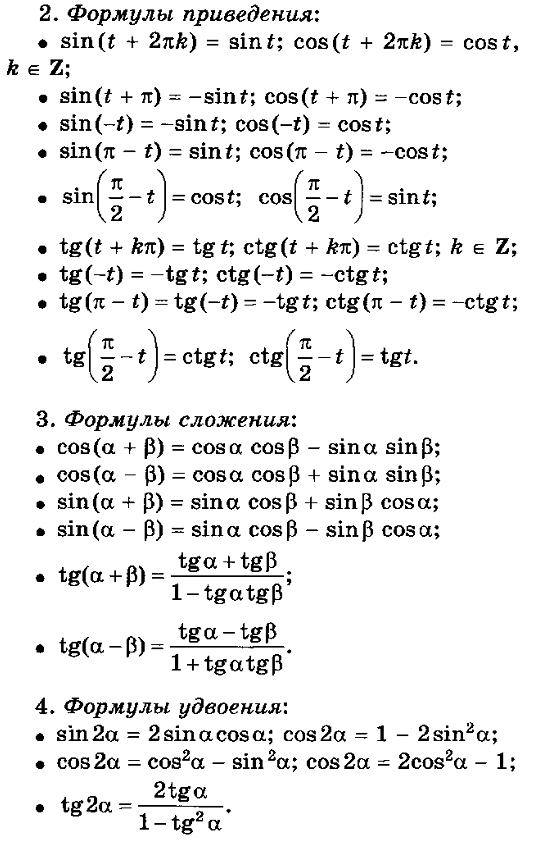 2. Формулы приведения:
• sin(t + 2πk) = sin t; cos(t + 2πk) = cos t,
k ∈ Z;
• sin(t + π) = –sin t; cos(t + π) = –cos t;
• sin(–t) = –sin t; cos(–t) = cos t;
• sin(π – t) = sin t; cos(π – t) = –cos t;
• sin(π/2 – t) = cos t; cos(π/2 – t) = sin t;
• tg(t + kπ) = tg t; ctg(t + kπ) = ctg t; k ∈ Z;
• tg(–t) = –tg t; ctg(–t) = –ctg t;
• tg(π – t) = tg(–t) = –tg t; ctg(π – t) = –ctg t;
• tg(π/2 – t) = ctg t; ctg(π/2 – t) = tg t.
3. Формулы сложения:
• cos(α + β) = cos α cos β – sin α sin β;
• cos(α – β) = cos α cos β + sin α sin β;
• sin(α + β) = sin α cos β + sin β cos α;
• sin(α – β) = sin α cos β – sin β cos α;
• tg(α + β) = (tg α + tg β)/(1 – tg α tg β);
• tg(α – β) = (tg α – tg β)/(1 + tg α tg β).
4. Формулы удвоения:
• sin 2α = 2 sin α cos α; cos 2α = 1 – 2 sin²α;
• cos 2α = cos²α – sin²α; cos 2α = 2cos²α – 1;
• tg 2α = 2 tg α/(1 – tg² α).